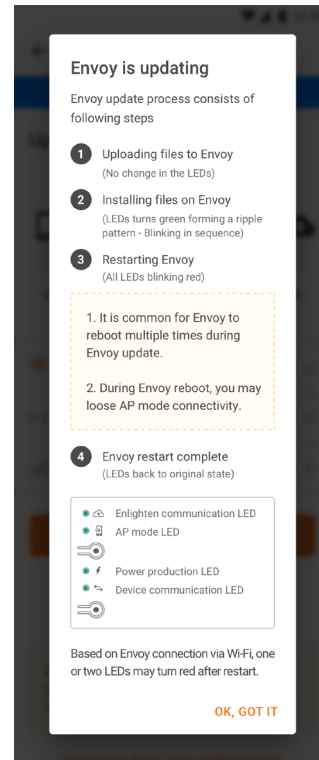 Envoy is updating
Envoy update process consists of
following steps
1 Uploading files to Envoy
(No change in the LEDs)
2 Installing files on Envoy
(LEDs turns green forming a ripple
pattern - Blinking in sequence)
3 Restarting Envoy
(All LEDs blinking red)
1. It is common for Envoy to
reboot multiple times during
Envoy update.
2. During Envoy reboot, you may
loose AP mode connectivity.
4 Envoy restart complete
(LEDs back to original state)
Enlighten communication LED
AP mode LED
Power production LED
Device communication LED
Based on Envoy connection via Wi-Fi, one
or two LEDs may turn red after restart.
OK, GOT IT